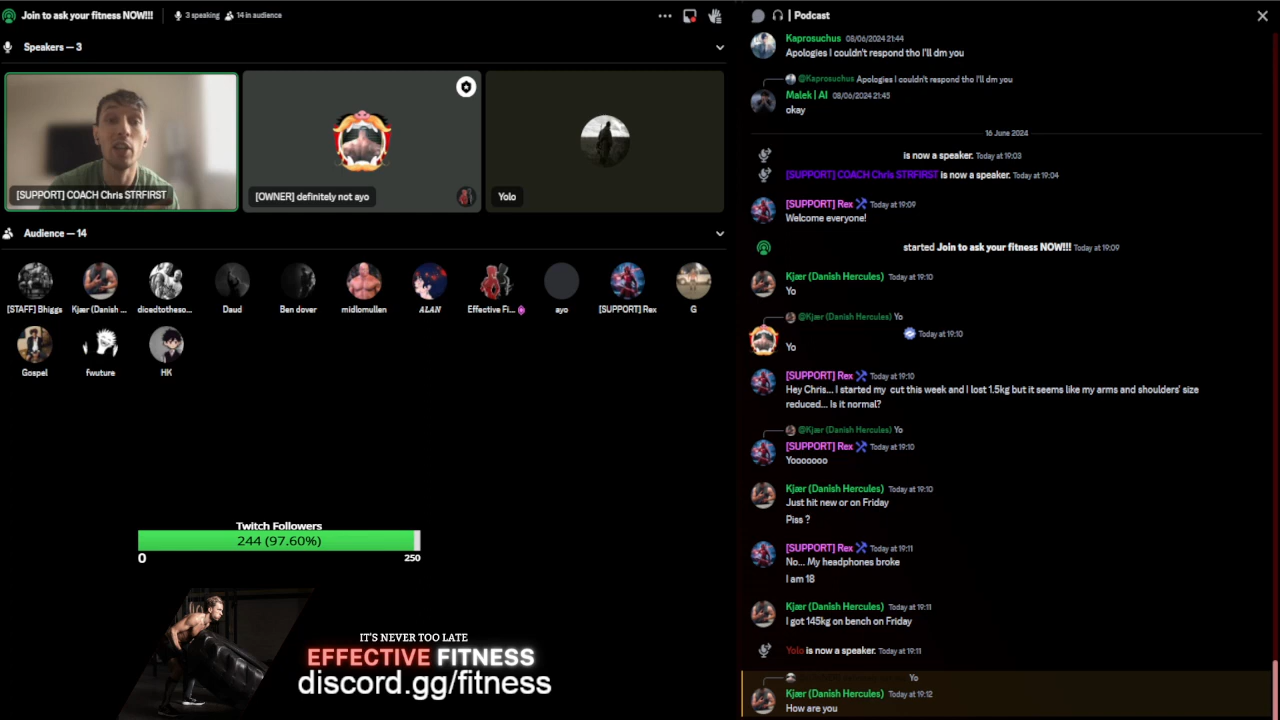 Join to ask your fitness NOW!!!
3 speaking
14 in audience
Speakers — 3
[SUPPORT] COACH Chris STRFIRST
[OWNER] definitely not ayo
Yolo
Audience — 14
[STAFF] Bhiggs
Kjær (Danish ...
dicedtotheso...
Daud
Ben dover
midlomullen
ALAN
Effective Fi...
ayo
[SUPPORT] Rex
G
Gospel
fwuture
HK
Twitch Followers
244 (97.60%)
0
250
IT'S NEVER TOO LATE
EFFECTIVE FITNESS
discord.gg/fitness
| Podcast
Kaprosuchus 08/06/2024 21:44
Apologies I couldn't respond tho I'll dm you
@Kaprosuchus Apologies I couldn't respond tho I'll dm you
Malek | AI 08/06/2024 21:45
okay
16 June 2024
is now a speaker. Today at 19:03
[SUPPORT] COACH Chris STRFIRST is now a speaker. Today at 19:04
[SUPPORT] Rex Today at 19:09
Welcome everyone!
started Join to ask your fitness NOW!!! Today at 19:09
Kjær (Danish Hercules) Today at 19:10
Yo
@Kjær (Danish Hercules) Yo
Today at 19:10
Yo
[SUPPORT] Rex Today at 19:10
Hey Chris... I started my cut this week and I lost 1.5kg but it seems like my arms and shoulders' size
reduced... Is it normal?
@Kjær (Danish Hercules) Yo
[SUPPORT] Rex Today at 19:10
Yooooooo
Kjær (Danish Hercules) Today at 19:10
Just hit new or on Friday
Piss ?
[SUPPORT] Rex Today at 19:11
No... My headphones broke
I am 18
Kjær (Danish Hercules) Today at 19:11
I got 145kg on bench on Friday
Yolo is now a speaker. Today at 19:11
Yo
Kjær (Danish Hercules) Today at 19:12
How are you